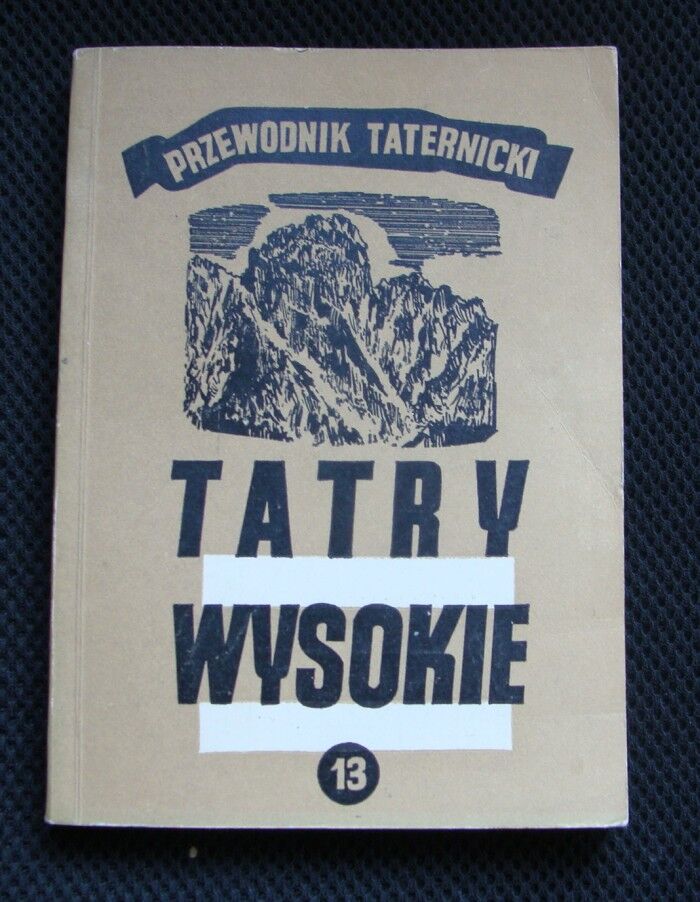 PRZEWODNIK TATERNICKI
TATRY
WYSOKIE
13